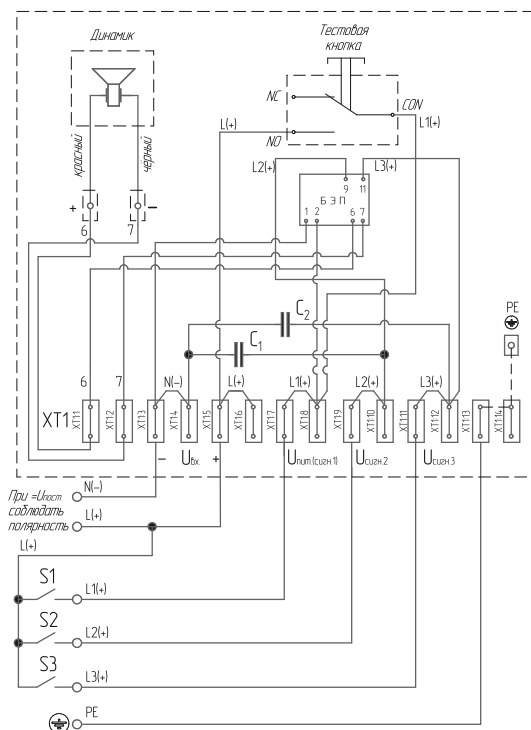 Динамик
Тестовая
кнопка
NC
NO
CON
L(+)
L1(+)
красный
чёрный
L2(+)
L3(+)
9 11
БЭП
1 2 6 7
+ −
6 7
C2
C1
PE
6 7 N(−) L(+) L1(+) L2(+) L3(+)
XT1
XT11 XT12 XT13 XT14 XT15 XT16 XT17 XT18 XT19 XT110 XT111 XT112 XT113 XT114
− Uвх. + Uпит.(сигн.1) Uсигн.2 Uсигн.3
При =Uпост.
соблюдать
полярность
N(−)
L(+)
L(+)
S1
L1(+)
S2
L2(+)
S3
L3(+)
PE